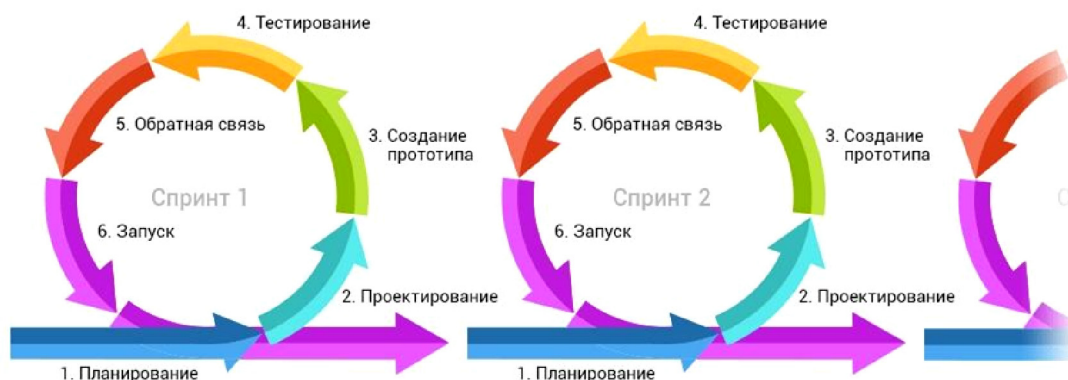 4. Тестирование
5. Обратная связь
3. Создание
прототипа
Спринт 1
6. Запуск
2. Проектирование
1. Планирование
4. Тестирование
5. Обратная связь
3. Создание
прототипа
Спринт 2
6. Запуск
2. Проектирование
1. Планирование